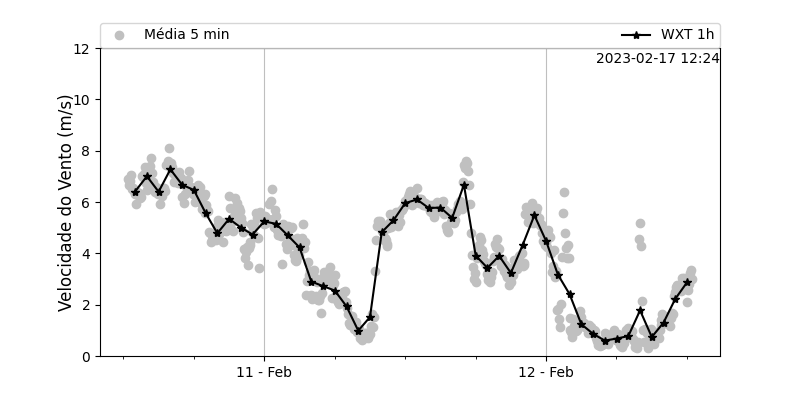 Média 5 min
WXT 1h
2023-02-17 12:24
Velocidade do Vento (m/s)
12
10
8
6
4
2
0
11 - Feb
12 - Feb